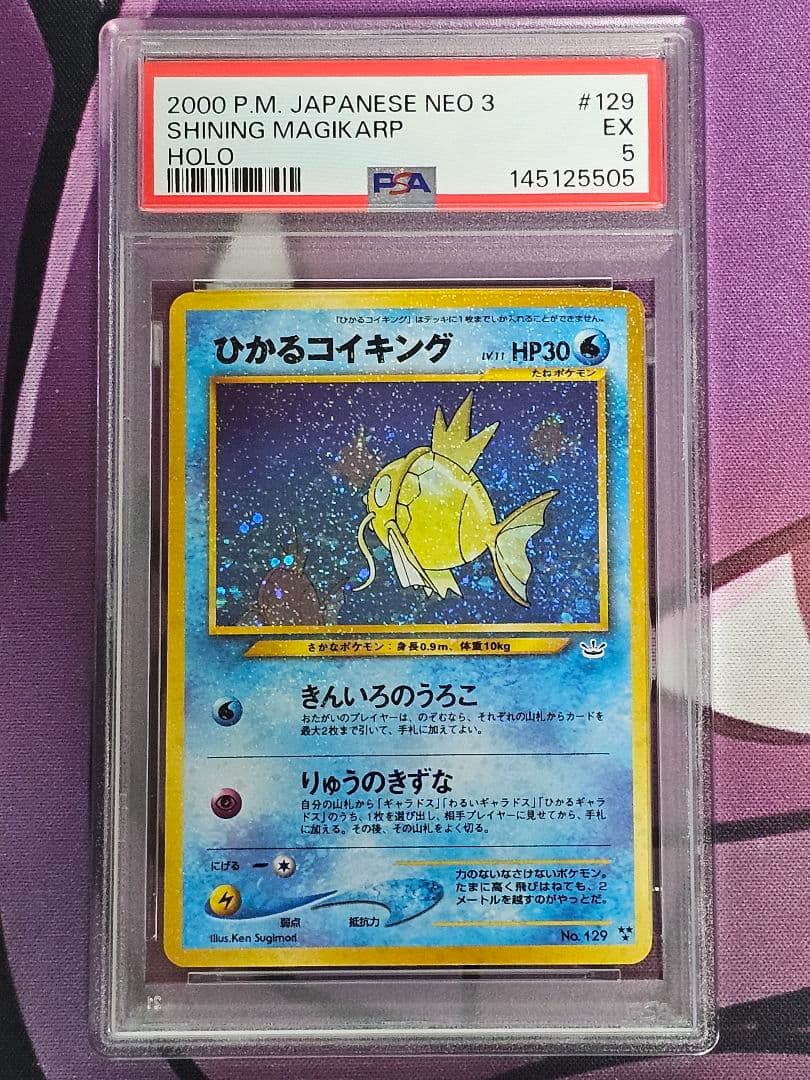 2000 P.M. JAPANESE NEO 3 #129
SHINING MAGIKARP EX
HOLO 5
PSA 145125505
「ひかるコイキング」はデッキに1枚までしか入れることができません。
ひかるコイキング LV.11 HP30
たねポケモン
さかなポケモン：身長0.9m、体重10kg
きんいろのうろこ
おたがいのプレイヤーは、のぞむなら、それぞれの山札からカードを
最大2枚まで引いて、手札に加えてよい。
りゅうのきずな
自分の山札から「ギャラドス」「わるいギャラドス」「ひかるギャラ
ドス」のうち、1枚を選び出し、相手プレイヤーに見せてから、手札
に加える。その後、その山札をよく切る。
にげる
弱点 抵抗力
力のないなさけないポケモン。
たまに高く飛びはねても、2
メートルを越すのがやっとだ。
Illus.Ken Sugimori No.129 ★★★